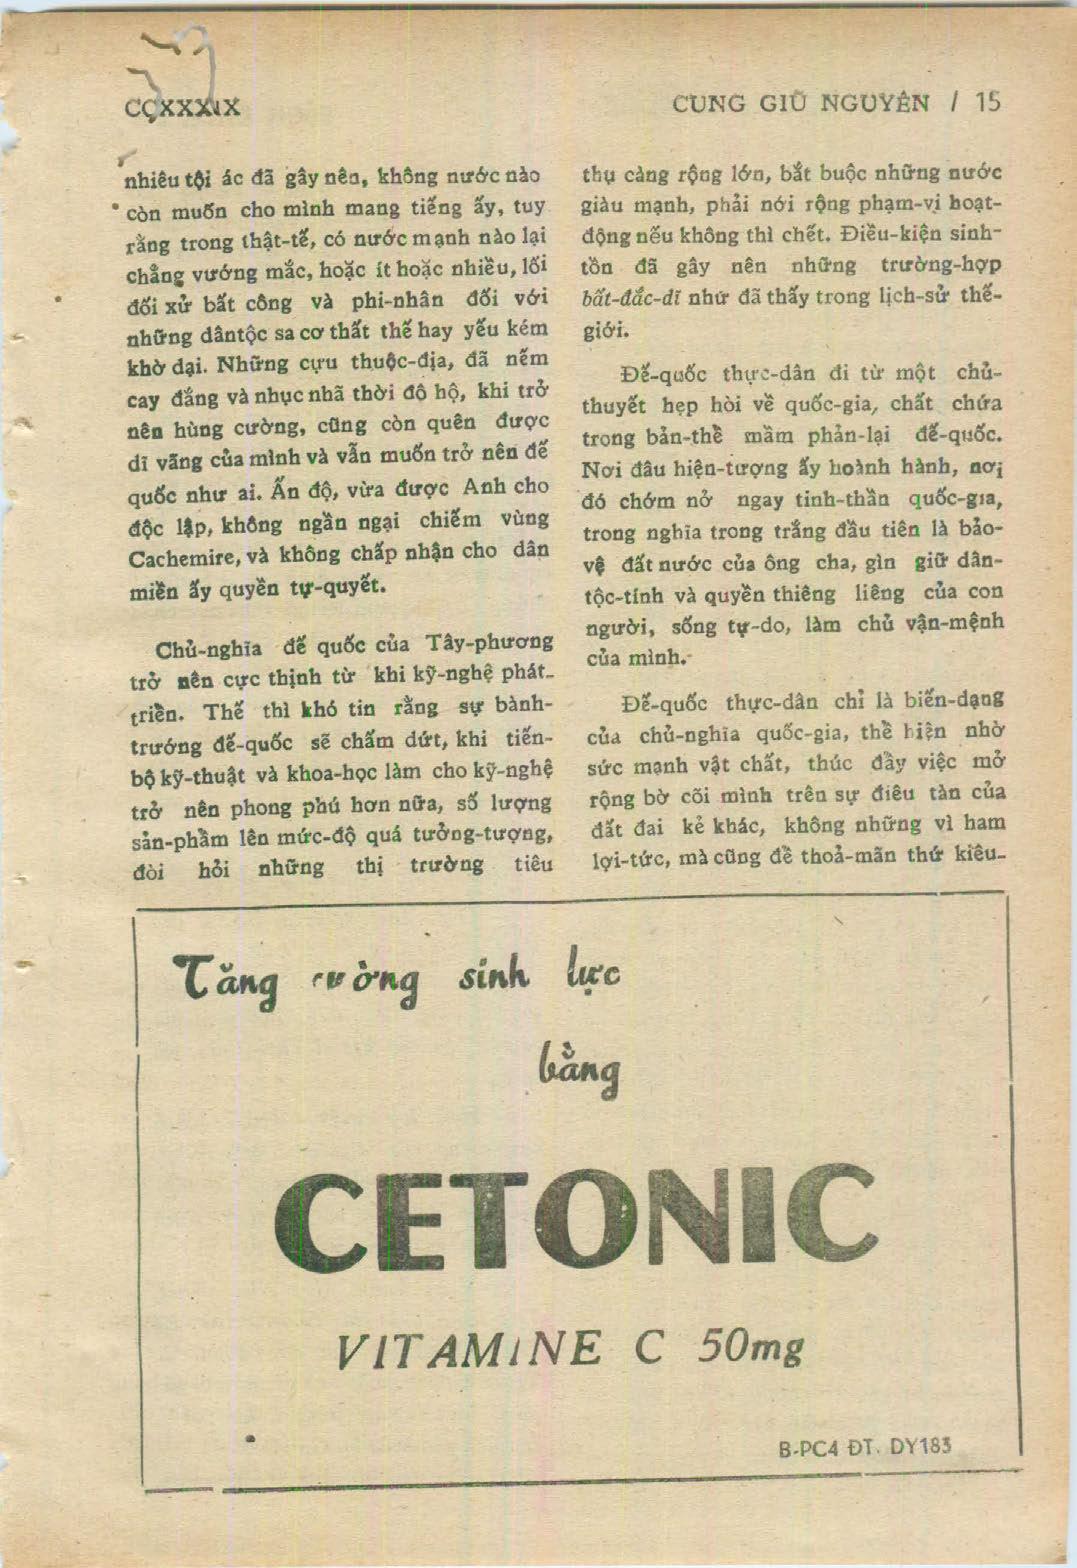 CCXXXIX
CUNG GIŨ NGUYÊN / 15
nhiêu tội ác đã gây nên, không nước nào
còn muốn cho mình mang tiếng ấy, tuy
rằng trong thật-tế, có nước mạnh nào lại
chẳng vướng mắc, hoặc ít hoặc nhiều, lối
đối xử bất công và phi-nhân đối với
những dântộc sa cơ thất thế hay yếu kém
khờ dại. Những cựu thuộc-địa, đã nếm
cay đắng và nhục nhã thời đô hộ, khi trở
nên hùng cường, cũng còn quên được
dĩ vãng của mình và vẫn muốn trở nên đế
quốc như ai. Ấn độ, vừa được Anh cho
độc lập, không ngần ngại chiếm vùng
Cachemire, và không chấp nhận cho dân
miền ấy quyền tự-quyết.
Chủ-nghĩa đế quốc của Tây-phương
trở nên cực thịnh từ khi kỹ-nghệ phát-
triển. Thế thì khó tin rằng sự bành-
trướng đế-quốc sẽ chấm dứt, khi tiến-
bộ kỹ-thuật và khoa-học làm cho kỹ-nghệ
trở nên phong phú hơn nữa, số lượng
sản-phẩm lên mức-độ quá tưởng-tượng,
đòi hỏi những thị trường tiêu
thụ càng rộng lớn, bắt buộc những nước
giàu mạnh, phải nới rộng phạm-vi hoạt-
động nếu không thì chết. Điều-kiện sinh-
tồn đã gây nên những trường-hợp
bất-đắc-dĩ như đã thấy trong lịch-sử thế-
giới.
Đế-quốc thực-dân đi từ một chủ-
thuyết hẹp hòi về quốc-gia, chất chứa
trong bản-thể mầm phản-lại đế-quốc.
Nơi đâu hiện-tượng ấy hoành hành, nơi
đó chớm nở ngay tinh-thần quốc-gia,
trong nghĩa trong trắng đầu tiên là bảo-
vệ đất nước của ông cha, gìn giữ dân-
tộc-tính và quyền thiêng liêng của con
người, sống tự-do, làm chủ vận-mệnh
của mình.
Đế-quốc thực-dân chỉ là biến-dạng
của chủ-nghĩa quốc-gia, thể hiện nhờ
sức mạnh vật chất, thúc đẩy việc mở
rộng bờ cõi mình trên sự điêu tàn của
đất đai kẻ khác, không những vì ham
lợi-tức, mà cũng để thoả-mãn thứ kiêu-
Tăng cường sinh lực
bằng
CETONIC
VITAMINE C 50mg
B-PC4 ĐT. DY183